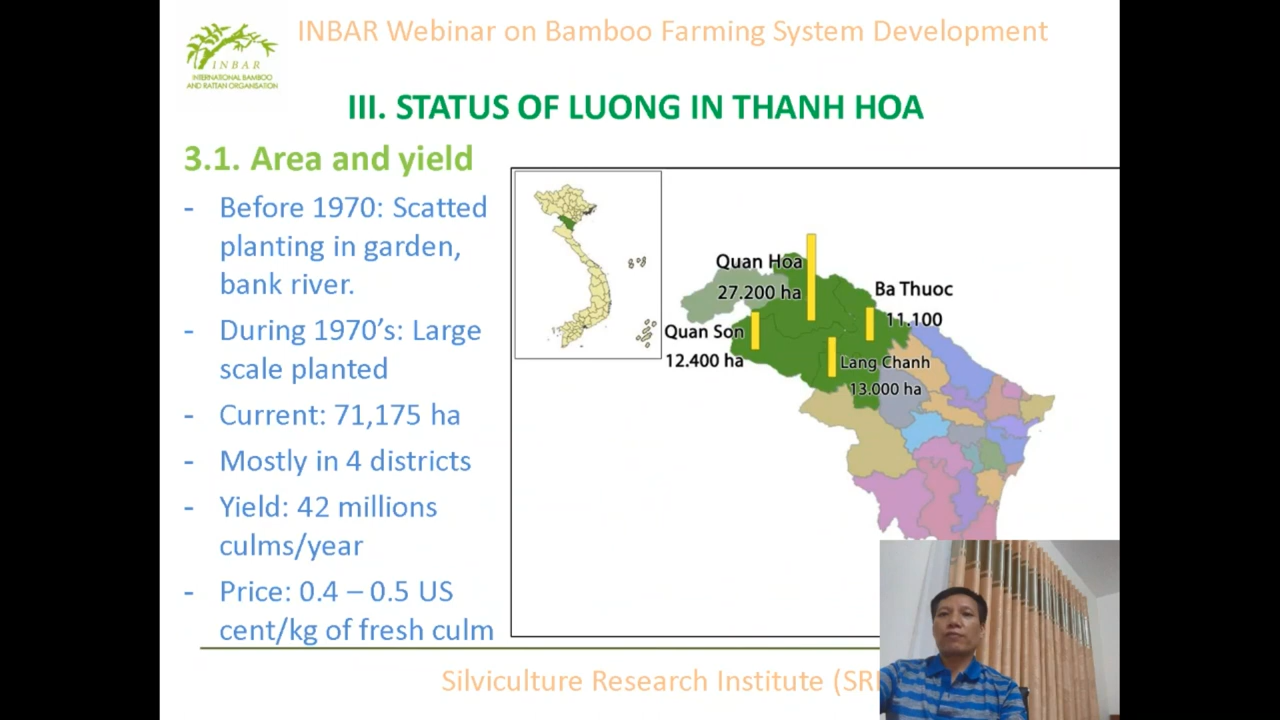 INBAR Webinar on Bamboo Farming System Development
INBAR
INTERNATIONAL BAMBOO
AND RATTAN ORGANISATION
III. STATUS OF LUONG IN THANH HOA
3.1. Area and yield
- Before 1970: Scatted
planting in garden,
bank river.
- During 1970's: Large
scale planted
- Current: 71,175 ha
- Mostly in 4 districts
- Yield: 42 millions
culms/year
- Price: 0.4 – 0.5 US
cent/kg of fresh culm
Quan Hoa
27.200 ha
Ba Thuoc
11.100
Quan Son
12.400 ha
Lang Chanh
13.000 ha
Silviculture Research Institute